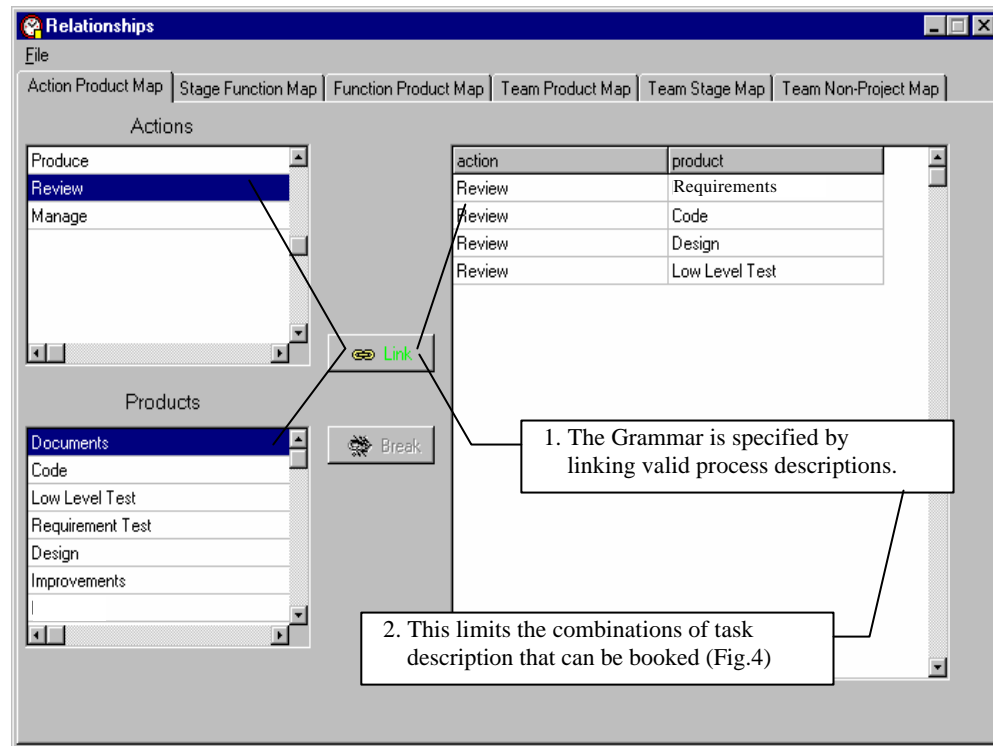 Relationships
File
Action Product Map Stage Function Map Function Product Map Team Product Map Team Stage Map Team Non-Project Map
Actions
Produce
Review
Manage
Products
Documents
Code
Low Level Test
Requirement Test
Design
Improvements
Link
Break
action product
Review Requirements
Review Code
Review Design
Review Low Level Test
1. The Grammar is specified by
linking valid process descriptions.
2. This limits the combinations of task
description that can be booked (Fig.4)